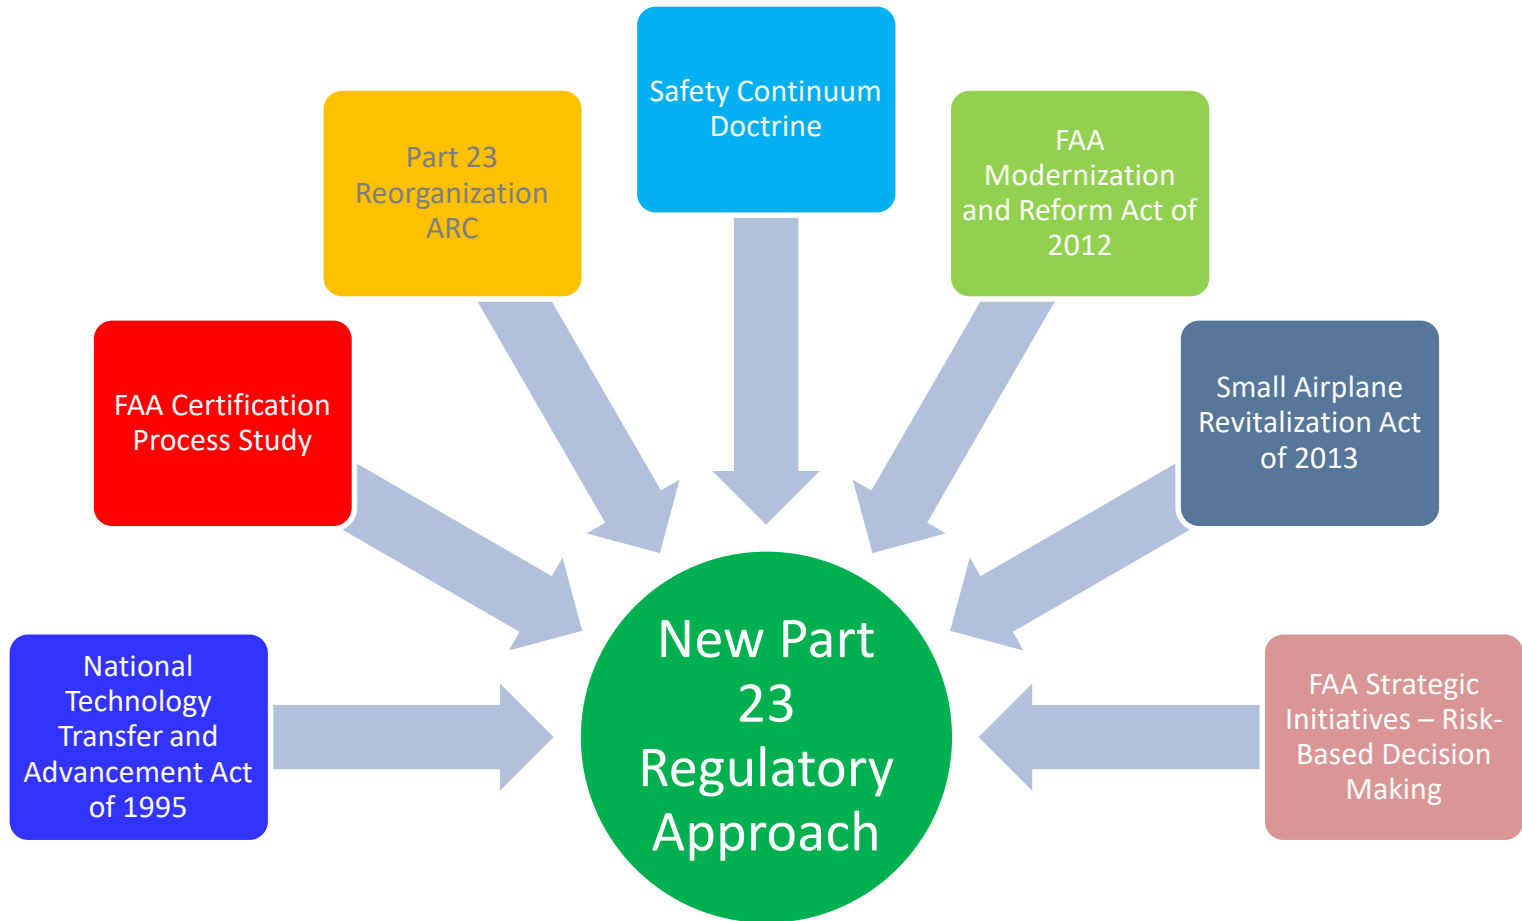 Safety Continuum
Doctrine
Part 23
Reorganization
ARC
FAA
Modernization
and Reform Act of
2012
FAA Certification
Process Study
Small Airplane
Revitalization Act
of 2013
National
Technology
Transfer and
Advancement Act
of 1995
New Part
23
Regulatory
Approach
FAA Strategic
Initiatives – Risk-
Based Decision
Making